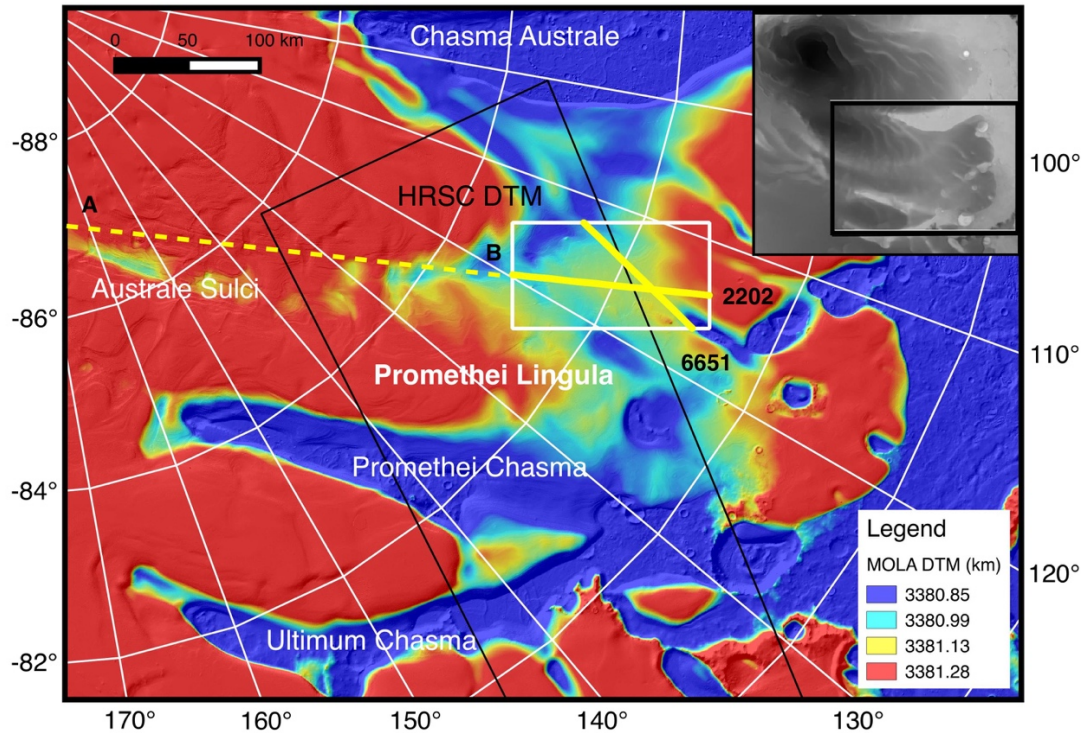 Chasma Australe
0 50 100 km
-88°
100°
HRSC DTM
A
B
Australe Sulci
2202
-86°
110°
6651
Promethei Lingula
Promethei Chasma
-84°
Legend
MOLA DTM (km)
3380.85
120°
3380.99
3381.13
Ultimum Chasma
-82°
3381.28
170° 160° 150° 140° 130°